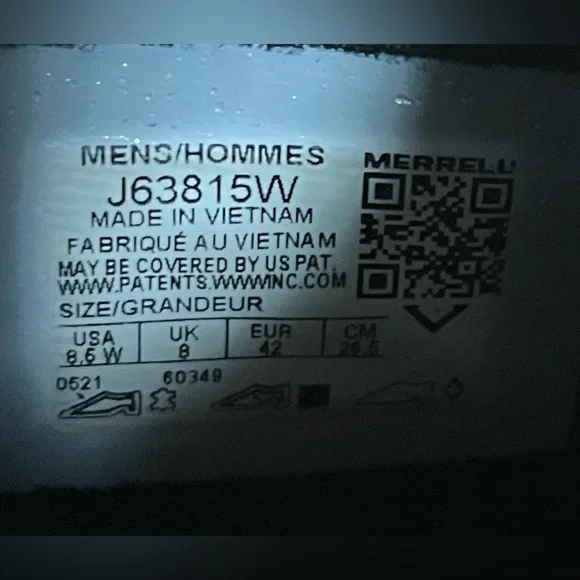 MENS/HOMMES
MERRELL
J63815W
MADE IN VIETNAM
FABRIQUÉ AU VIETNAM
MAY BE COVERED BY US PAT.
WWW.PATENTS.WWWINC.COM
SIZE/GRANDEUR
USA UK EUR CM
8.5 W 8 42 26.5
0521 60349